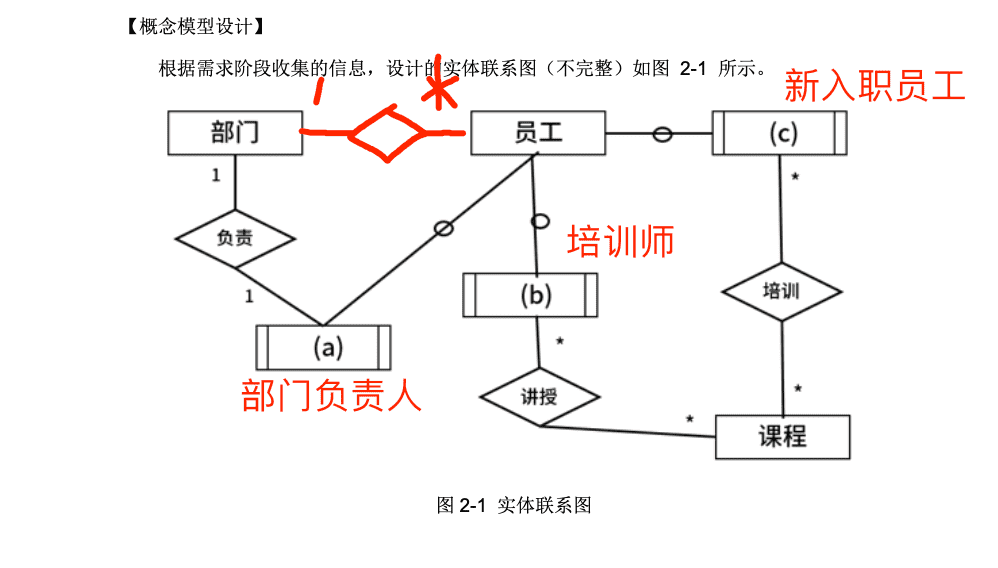 【概念模型设计】
根据需求阶段收集的信息，设计的实体联系图（不完整）如图 2-1 所示。
新入职员工
1 *
部门 员工 (c)
1 *
负责
培训师
1 (b) 培训
(a) *
部门负责人 讲授 *
* 课程
图 2-1 实体联系图